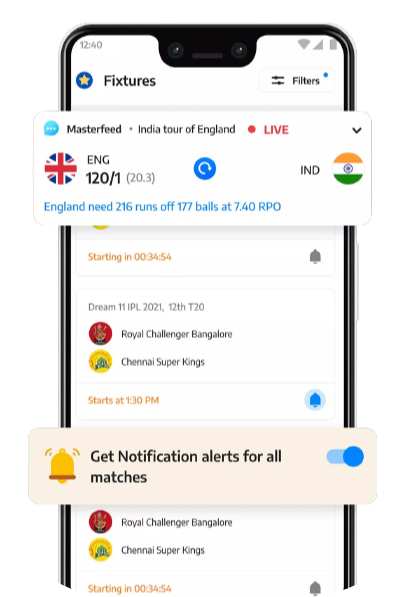 12:40
Fixtures
Filters
Masterfeed • India tour of England • LIVE
ENG
120/1 (20.3)
IND
England need 216 runs off 177 balls at 7.40 RPO
Starting in 00:34:54
Dream 11 IPL 2021, 12th T20
Royal Challenger Bangalore
Chennai Super Kings
Starts at 1:30 PM
Get Notification alerts for all
matches
Royal Challenger Bangalore
Chennai Super Kings
Starting in 00:34:54